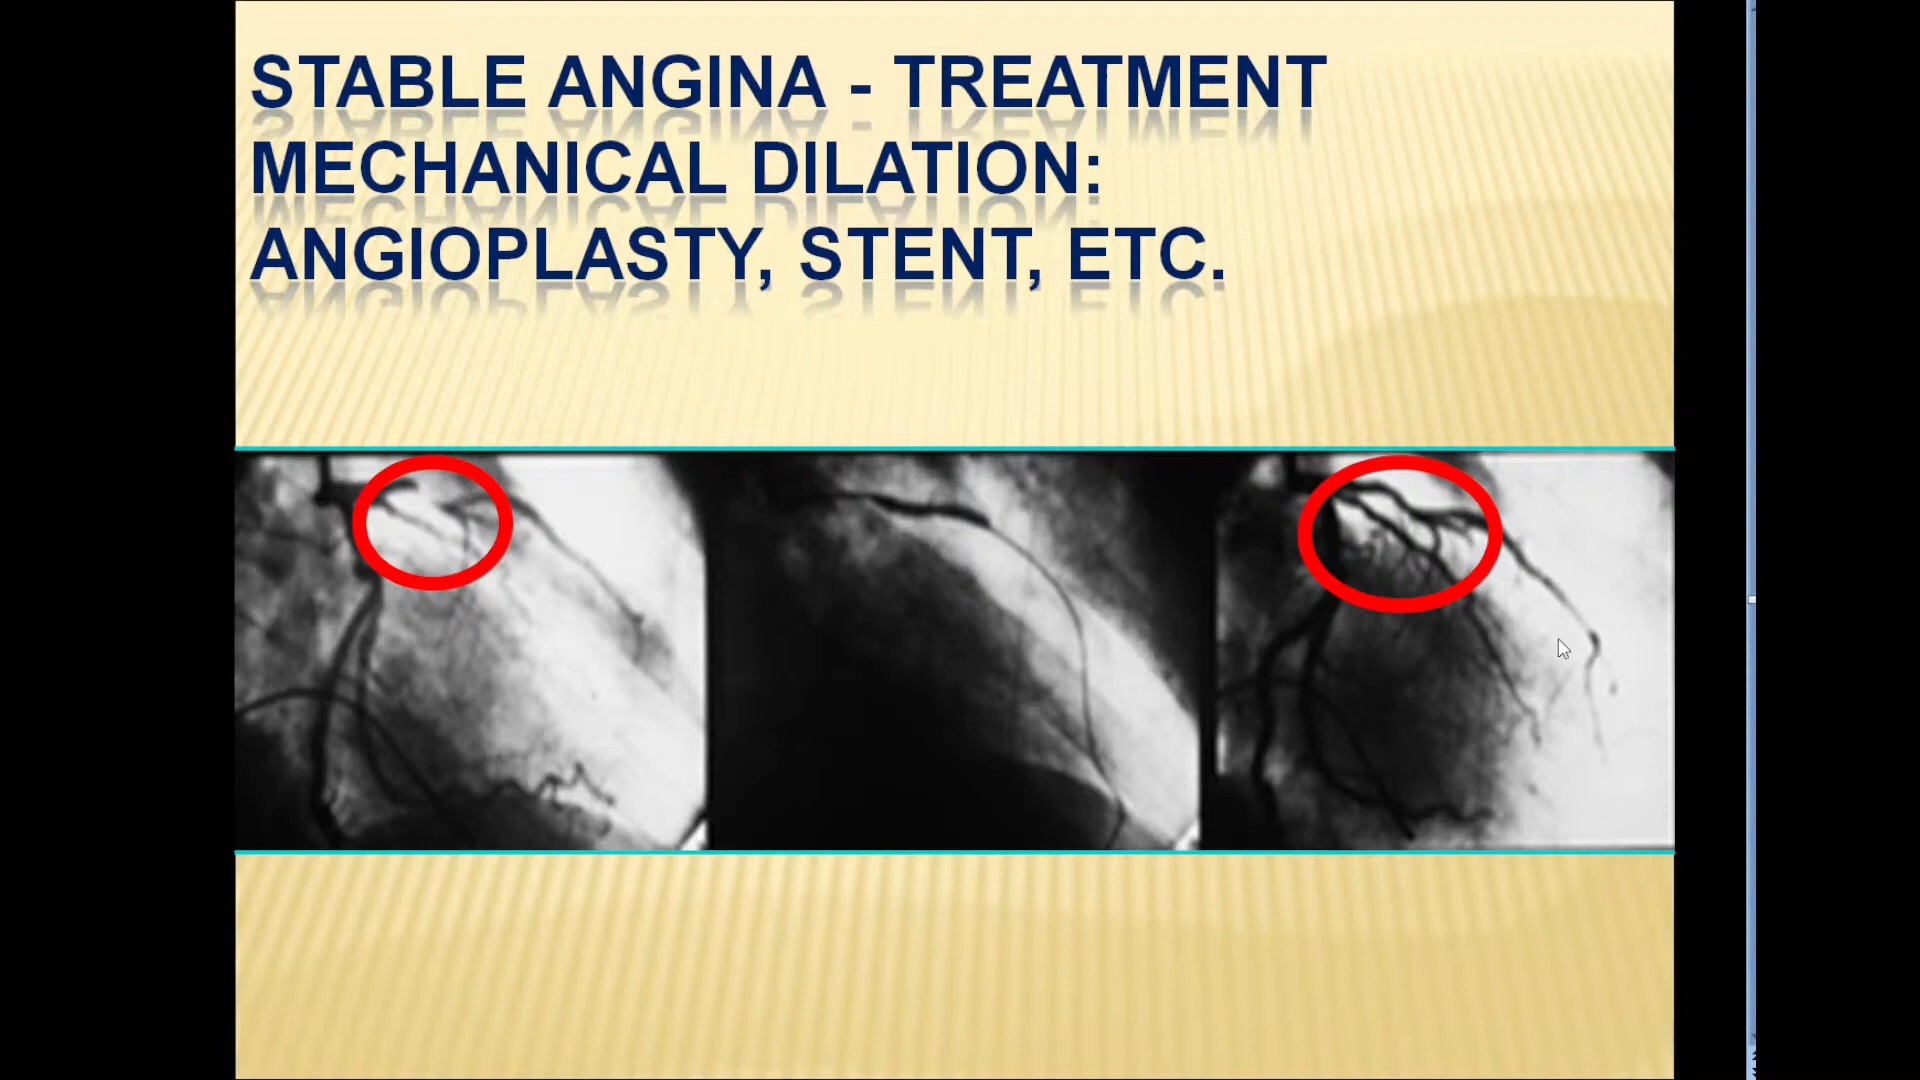 STABLE ANGINA - TREATMENT
MECHANICAL DILATION:
ANGIOPLASTY, STENT, ETC.